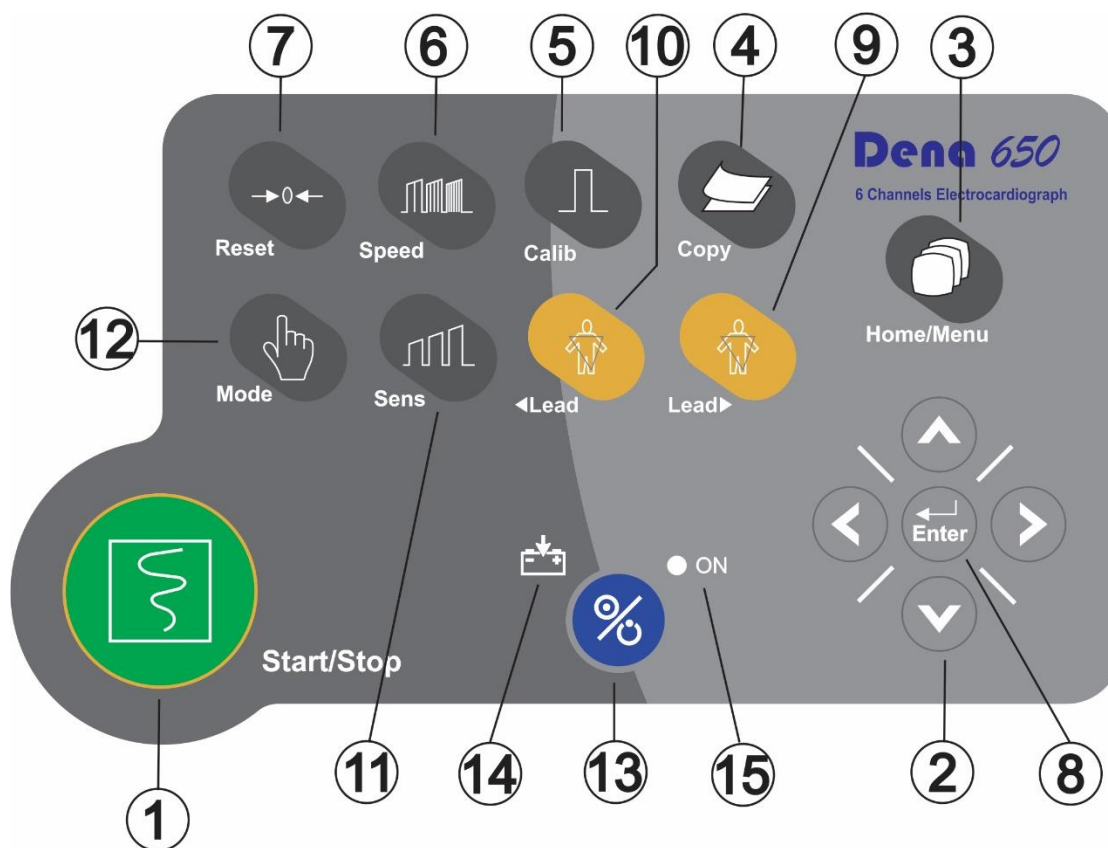 7 6 5 10 4 9 3
Dena 650
6 Channels Electrocardiograph
→0←
Reset Speed Calib Copy
Home/Menu
12
Mode Sens ◀Lead Lead▶
Enter
- +
ON
Start/Stop
11 14 13 15 2 8
1